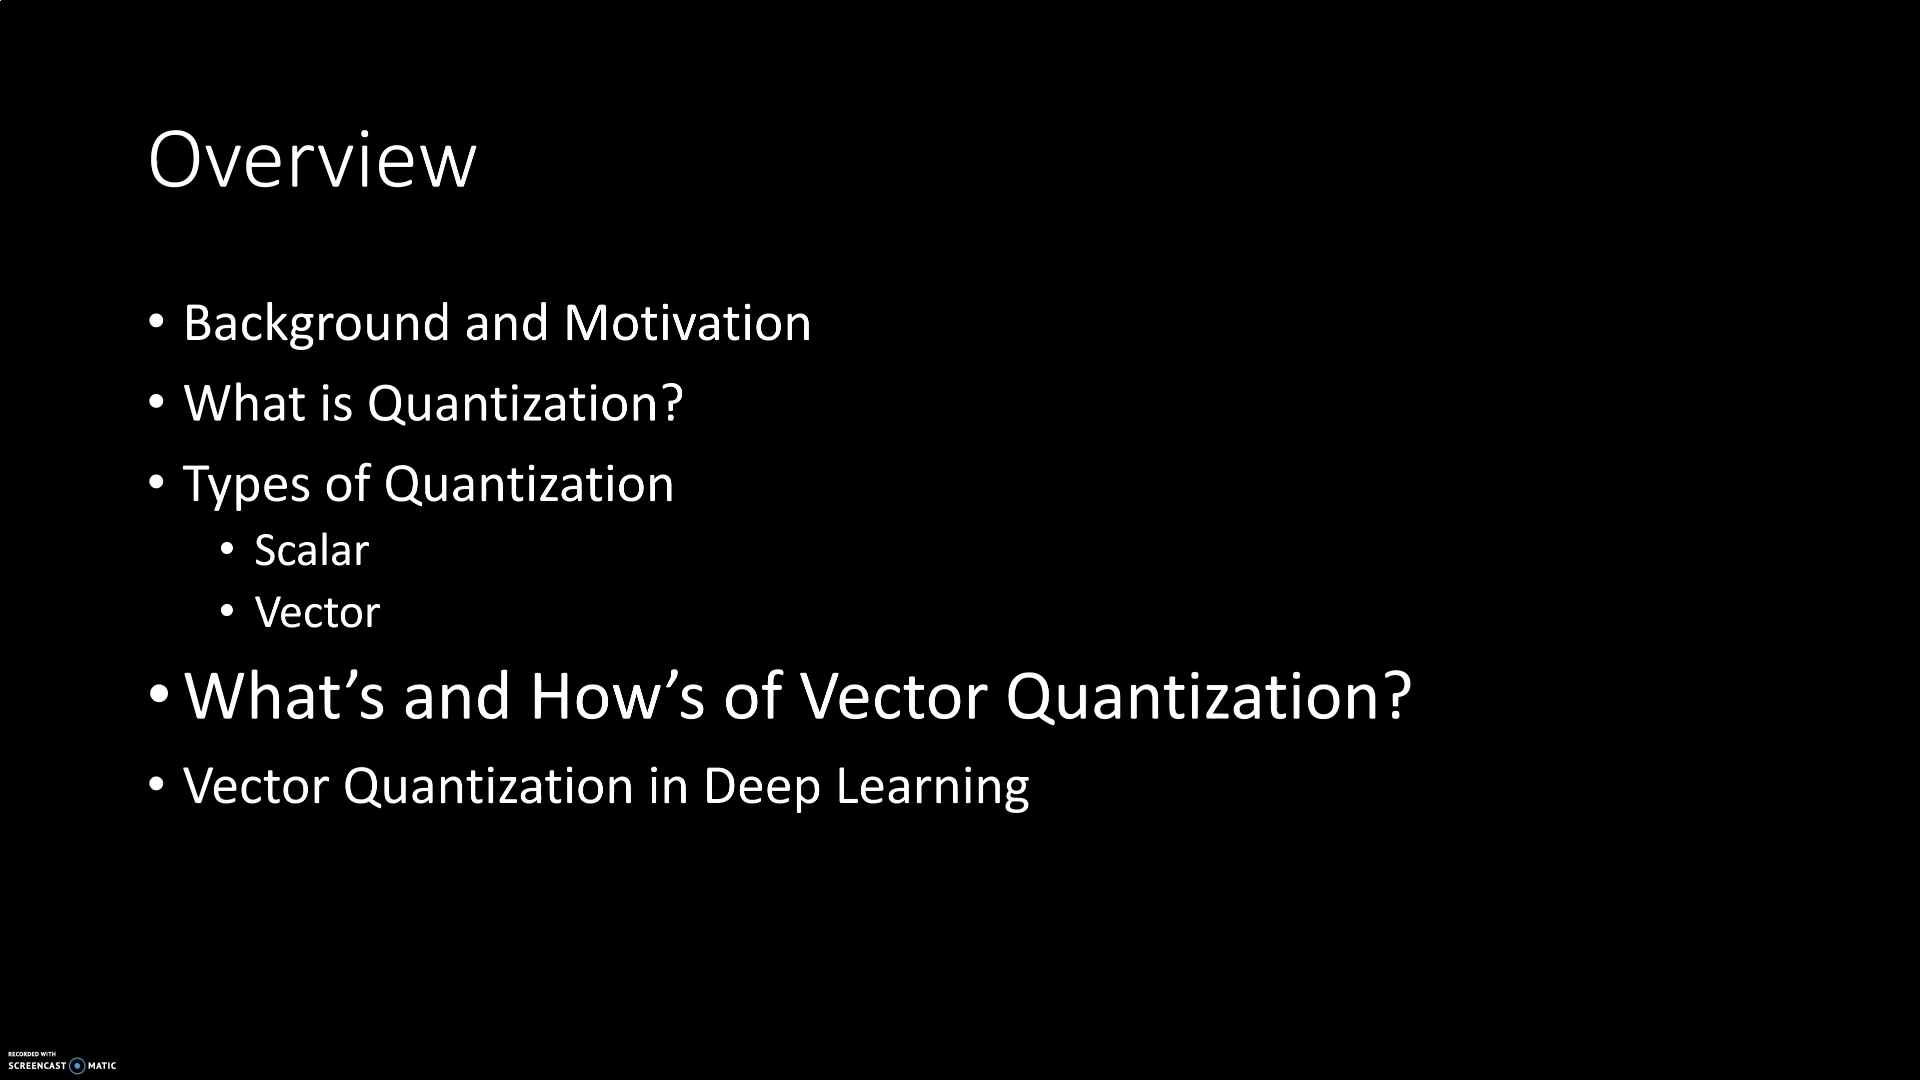 Overview
• Background and Motivation
• What is Quantization?
• Types of Quantization
• Scalar
• Vector
• What’s and How’s of Vector Quantization?
• Vector Quantization in Deep Learning
RECORDED WITH
SCREENCAST MATIC